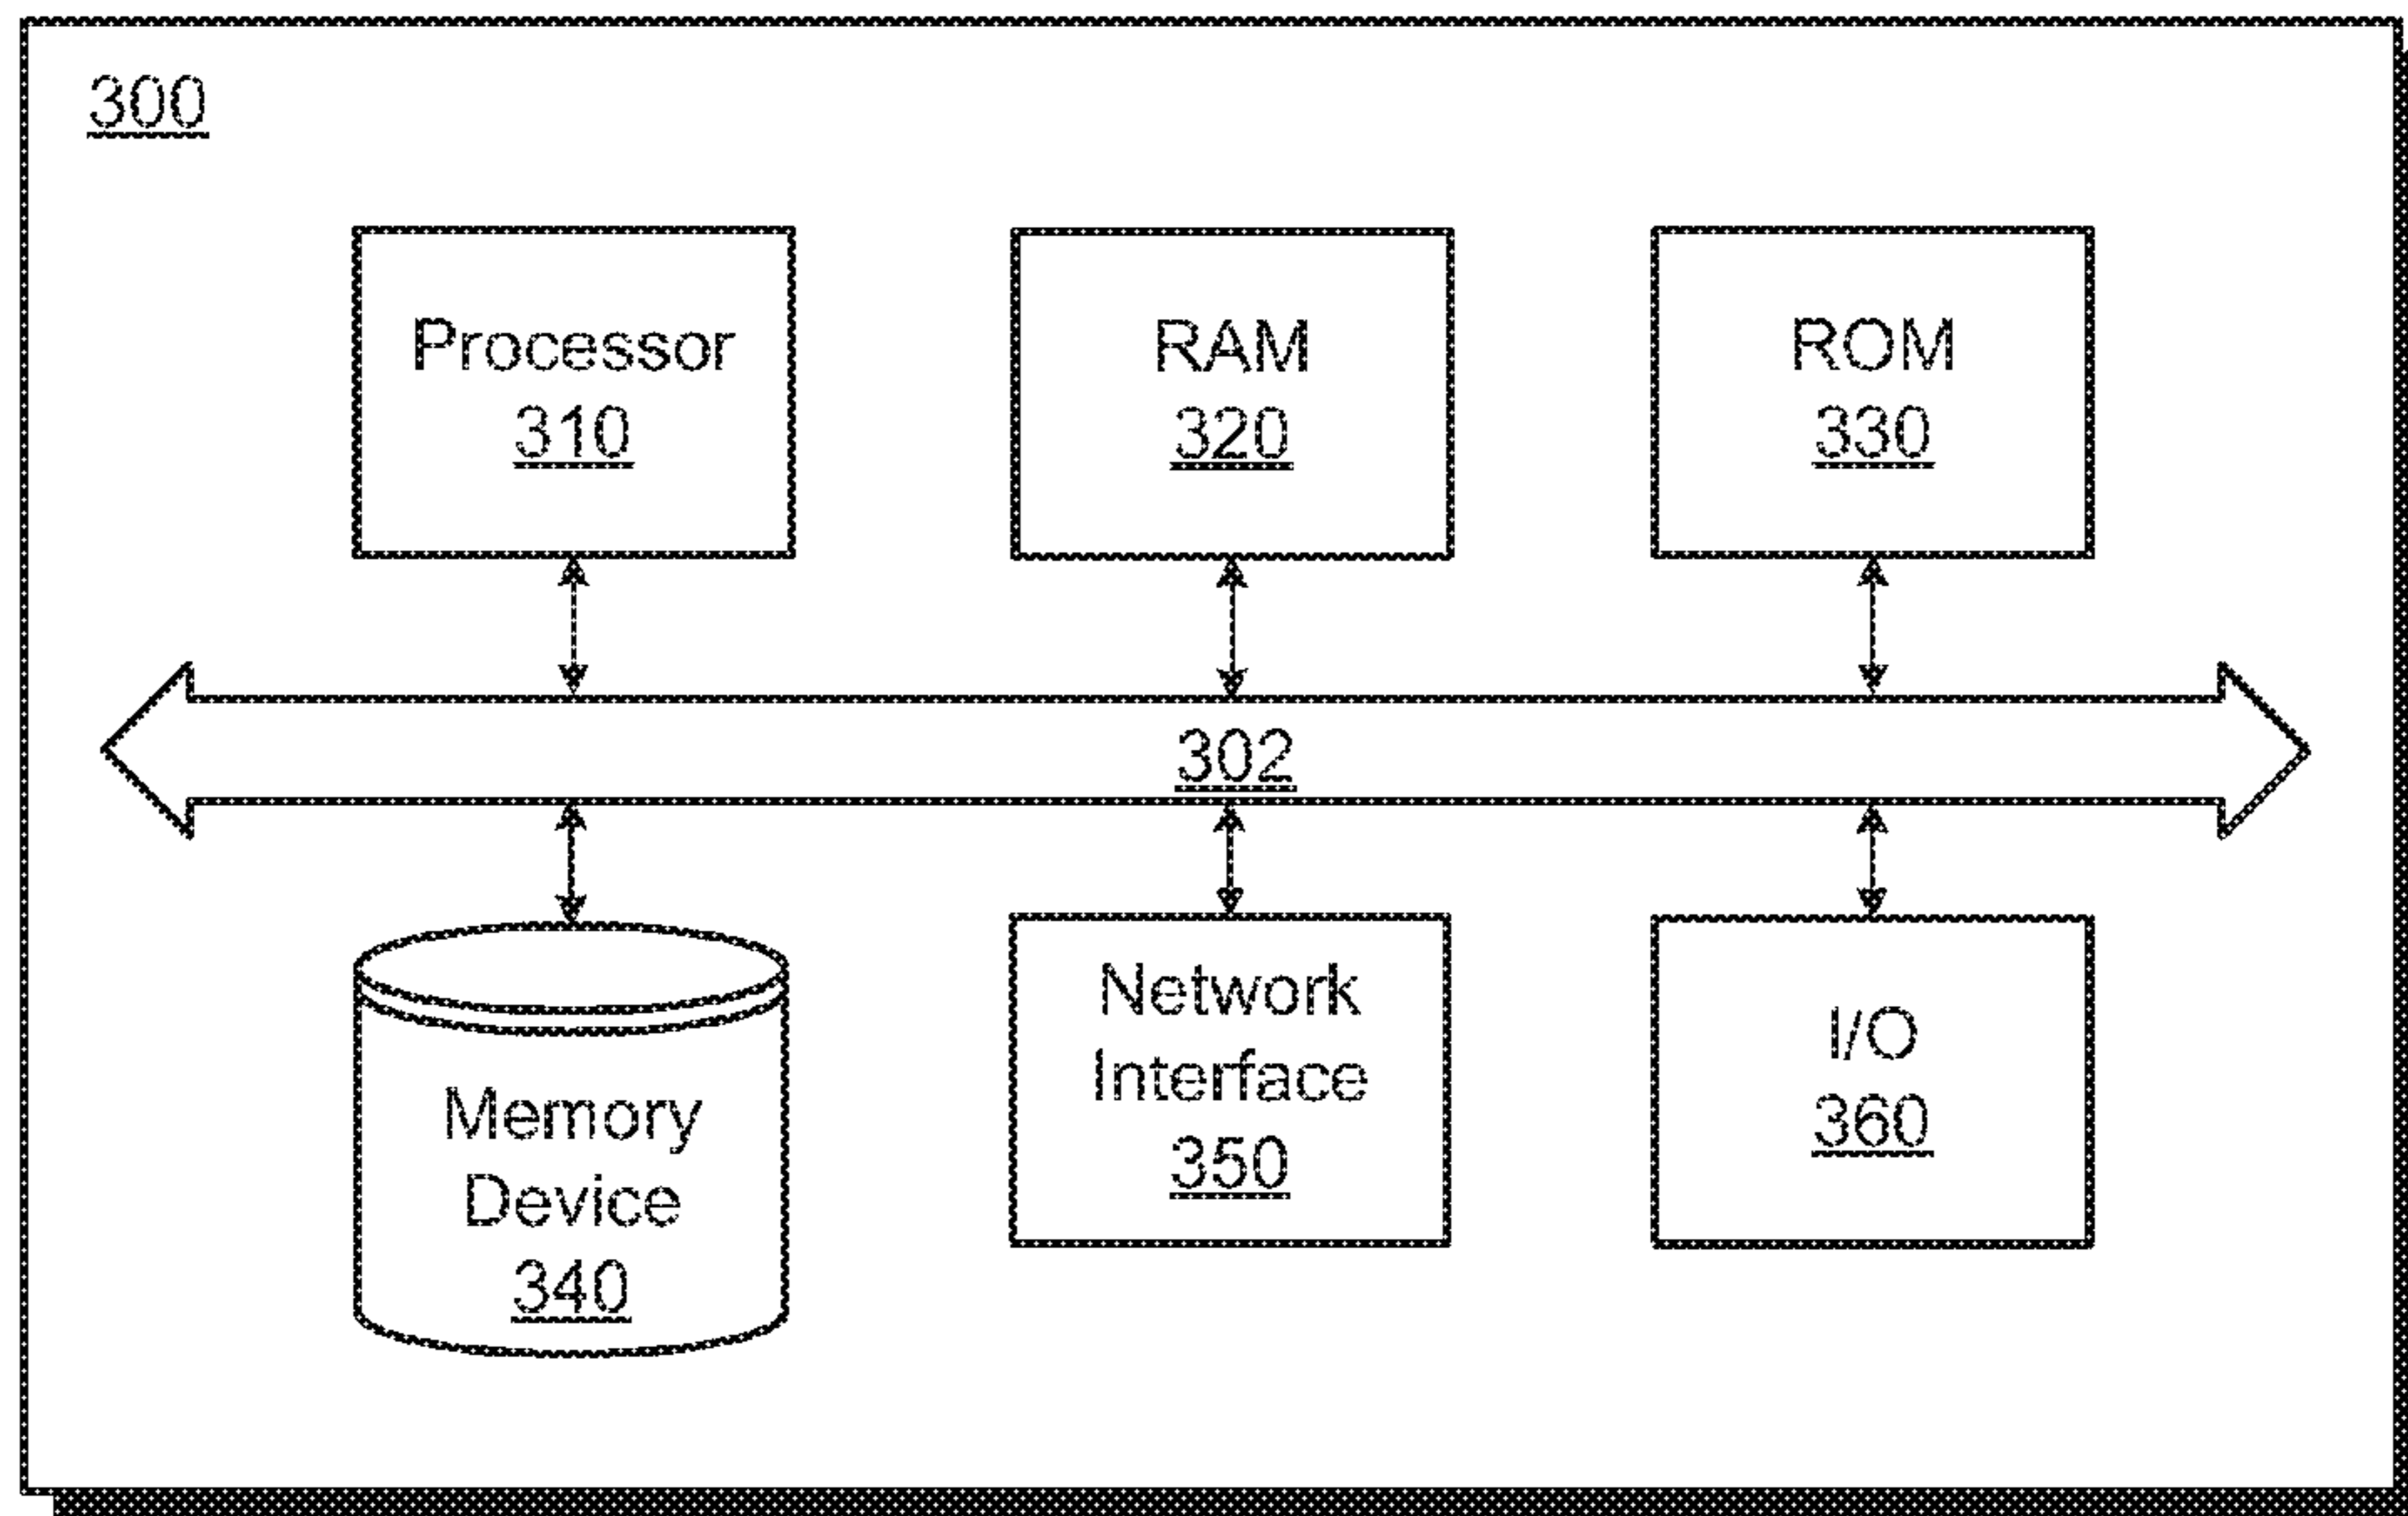 300
Processor
310
RAM
320
ROM
330
302
Memory
Device
340
Network
Interface
350
I/O
360